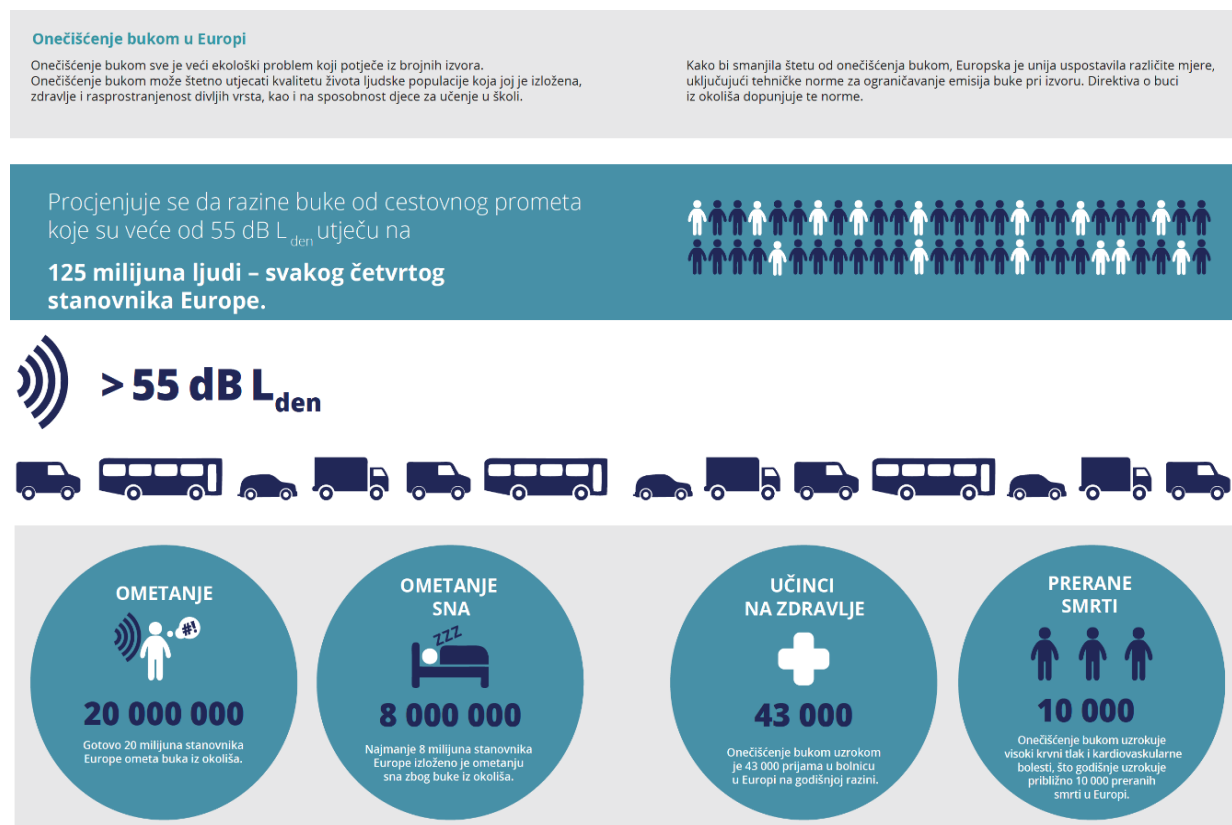 Onečišćenje bukom u Europi
Onečišćenje bukom sve je veći ekološki problem koji potječe iz brojnih izvora.
Onečišćenje bukom može štetno utjecati kvalitetu života ljudske populacije koja joj je izložena,
zdravlje i rasprostranjenost divljih vrsta, kao i na sposobnost djece za učenje u školi.
Kako bi smanjila štetu od onečišćenja bukom, Europska je unija uspostavila različite mjere,
uključujući tehničke norme za ograničavanje emisija buke pri izvoru. Direktiva o buci
iz okoliša dopunjuje te norme.
Procjenjuje se da razine buke od cestovnog prometa
koje su veće od 55 dB L den utječu na
125 milijuna ljudi – svakog četvrtog
stanovnika Europe.
> 55 dB Lden
OMETANJE
#!
20 000 000
Gotovo 20 milijuna stanovnika
Europe ometa buka iz okoliša.
OMETANJE
SNA
ZZZ
8 000 000
Najmanje 8 milijuna stanovnika
Europe izloženo je ometanju
sna zbog buke iz okoliša.
UČINCI
NA ZDRAVLJE
43 000
Onečišćenje bukom uzrokom
je 43 000 prijama u bolnicu
u Europi na godišnjoj razini.
PRERANE
SMRTI
10 000
Onečišćenje bukom uzrokuje
visoki krvni tlak i kardiovaskularne
bolesti, što godišnje uzrokuje
približno 10 000 preranih
smrti u Europi.